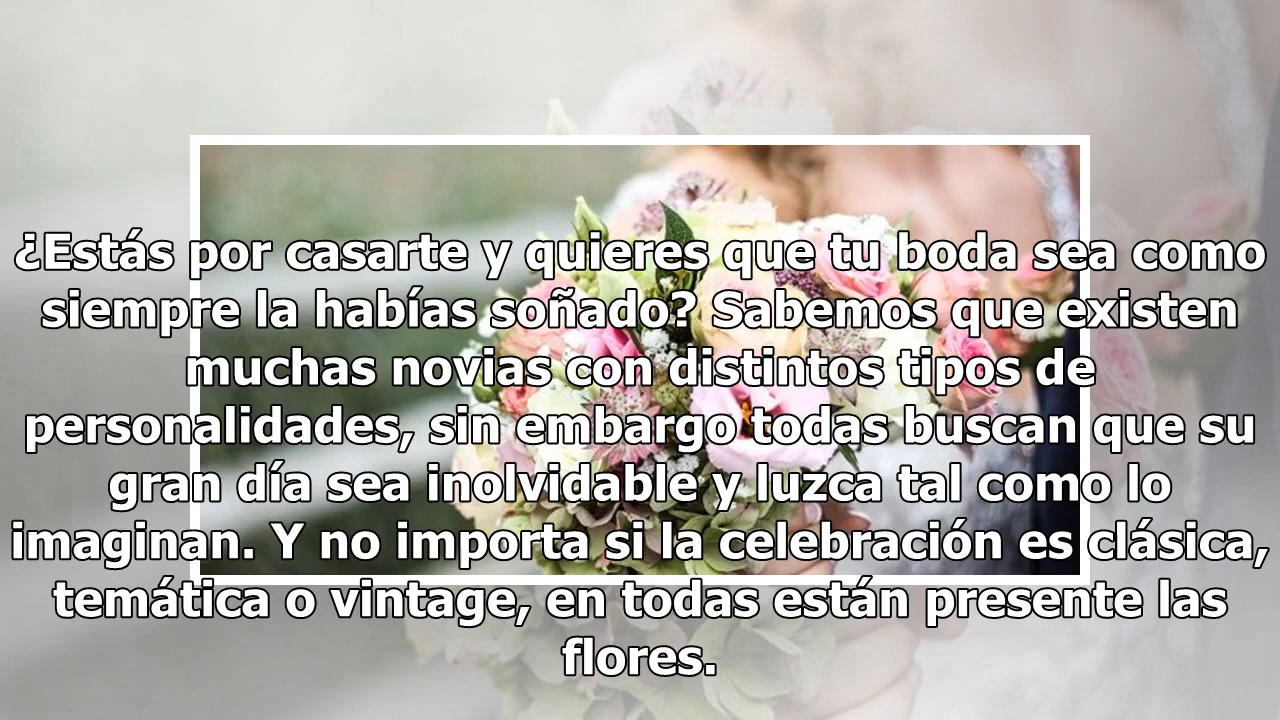 ¿Estás por casarte y quieres que tu boda sea como
siempre la habías soñado? Sabemos que existen
muchas novias con distintos tipos de
personalidades, sin embargo todas buscan que su
gran día sea inolvidable y luzca tal como lo
imaginan. Y no importa si la celebración es clásica,
temática o vintage, en todas están presente las
flores.